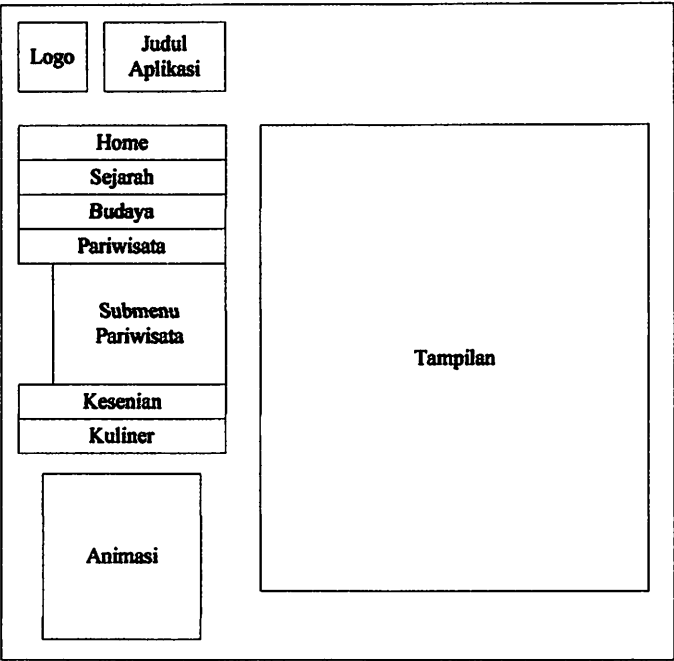 Logo
Judul
Aplikasi
Home
Sejarah
Budaya
Pariwisata
Submenu
Pariwisata
Kesenian
Kuliner
Animasi
Tampilan